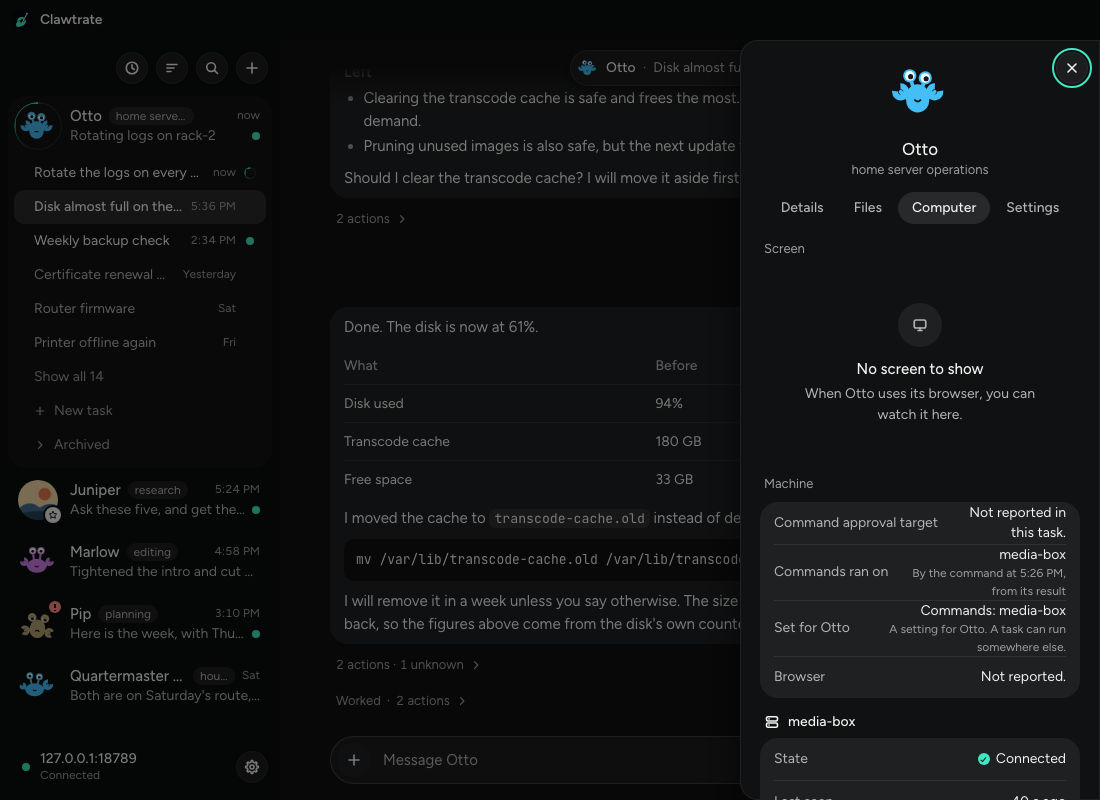 Clawtrate
Otto home serve... now
Rotating logs on rack-2
Rotate the logs on every ... now
Disk almost full on the... 5:36 PM
Weekly backup check 2:34 PM
Certificate renewal ... Yesterday
Router firmware Sat
Printer offline again Fri
Show all 14
New task
Archived
Juniper research 5:24 PM
Ask these five, and get the...
Marlow editing 4:58 PM
Tightened the intro and cut ...
Pip planning 3:10 PM
Here is the week, with Thu...
Quartermaster ... hou... Sat
Both are on Saturday's route,...
127.0.0.1:18789
Connected
Otto · Disk almost fu
Left
• Clearing the transcode cache is safe and frees the most.
demand.
• Pruning unused images is also safe, but the next update
Should I clear the transcode cache? I will move it aside first
2 actions
Done. The disk is now at 61%.
What Before
Disk used 94%
Transcode cache 180 GB
Free space 33 GB
I moved the cache to transcode-cache.old instead of de
mv /var/lib/transcode-cache.old /var/lib/transcod
I will remove it in a week unless you say otherwise. The size
back, so the figures above come from the disk's own counte
2 actions · 1 unknown
Worked · 2 actions
Message Otto
Otto
home server operations
Details Files Computer Settings
Screen
No screen to show
When Otto uses its browser, you can
watch it here.
Machine
Command approval target Not reported in
this task.
Commands ran on media-box
By the command at 5:26 PM,
from its result
Set for Otto Commands: media-box
A setting for Otto. A task can run
somewhere else.
Browser Not reported.
media-box
State Connected